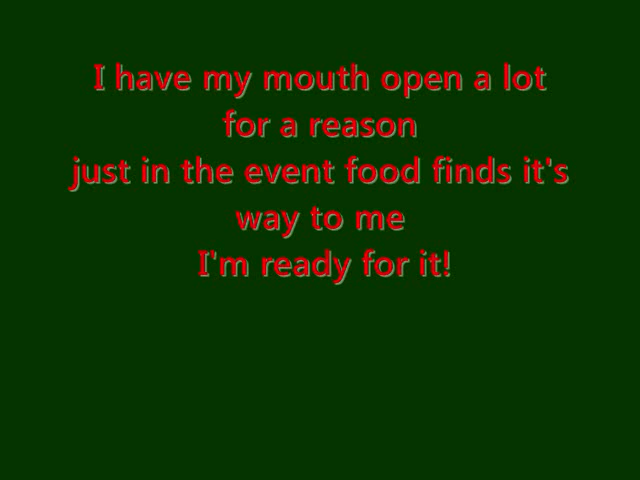 I have my mouth open a lot
for a reason
just in the event food finds it's
way to me
I'm ready for it!